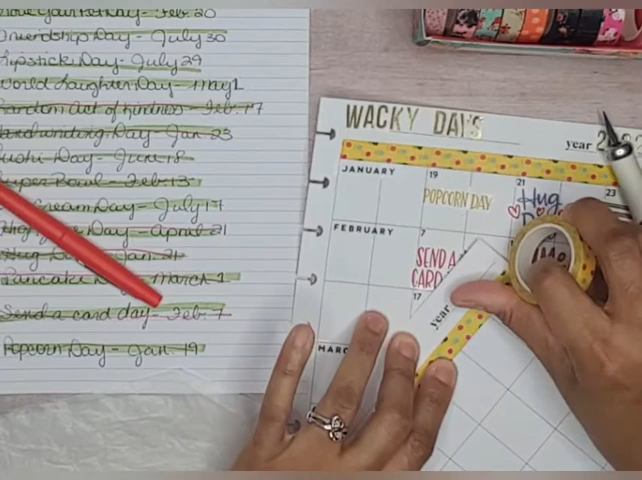 Love your Pet Day - Feb. 20
Friendship Day - July 30
Lipstick Day - July 29
World Laughter Day - May 1
Random Act of Kindness - Feb. 17
Handwriting Day - Jan. 23
Sushi Day - June 18
Super Bowl - Feb. 13
Cream Day - July 17
Day - April 21
Hug Day - Jan. 21
Pancake Day - March 1
Send a card day - Feb. 7
Popcorn Day - Jan. 19
WACKY DAYS
year
JANUARY
19
POPCORN DAY
21
Hug
23
FEBRUARY
7
SEND A
CARD
17
year
MARC